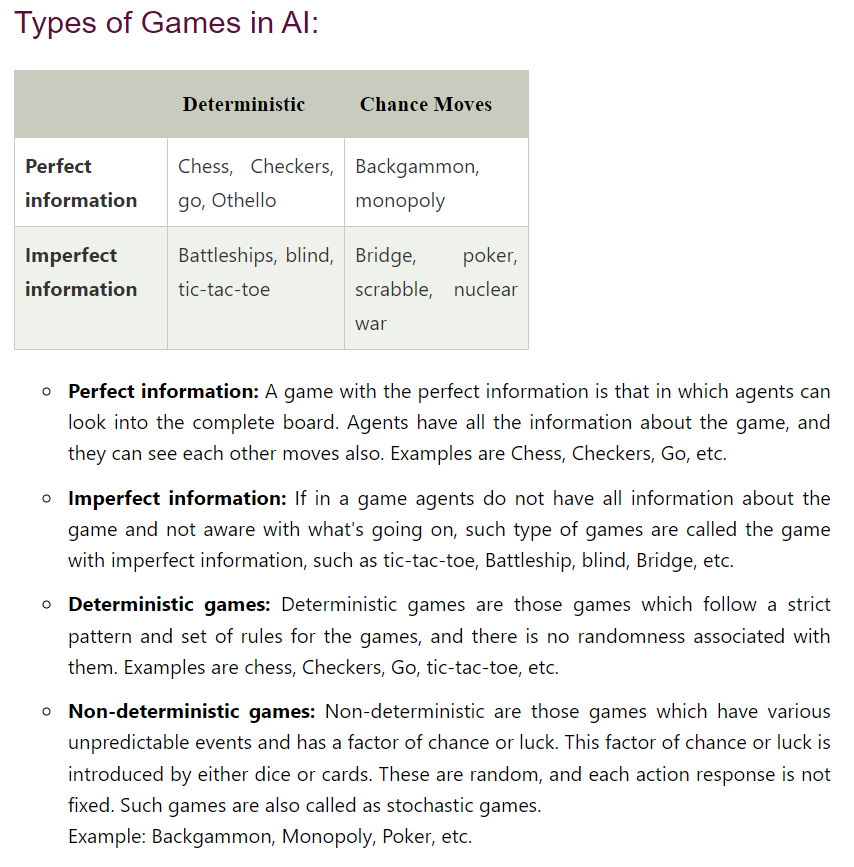 Types of Games in AI:
Deterministic Chance Moves
Perfect information
Chess, Checkers, go, Othello
Backgammon, monopoly
Imperfect information
Battleships, blind, tic-tac-toe
Bridge, poker, scrabble, nuclear war
Perfect information: A game with the perfect information is that in which agents can
look into the complete board. Agents have all the information about the game, and
they can see each other moves also. Examples are Chess, Checkers, Go, etc.
Imperfect information: If in a game agents do not have all information about the
game and not aware with what's going on, such type of games are called the game
with imperfect information, such as tic-tac-toe, Battleship, blind, Bridge, etc.
Deterministic games: Deterministic games are those games which follow a strict
pattern and set of rules for the games, and there is no randomness associated with
them. Examples are chess, Checkers, Go, tic-tac-toe, etc.
Non-deterministic games: Non-deterministic are those games which have various
unpredictable events and has a factor of chance or luck. This factor of chance or luck is
introduced by either dice or cards. These are random, and each action response is not
fixed. Such games are also called as stochastic games.
Example: Backgammon, Monopoly, Poker, etc.